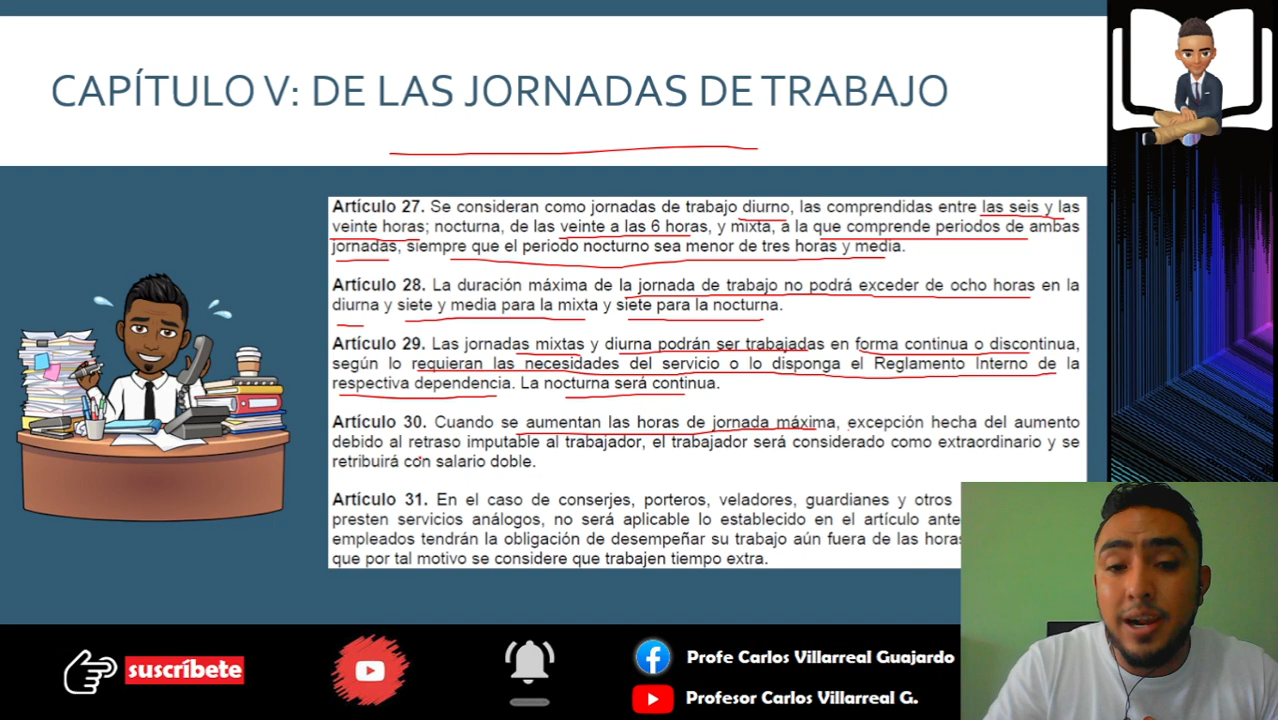 CAPÍTULO V: DE LAS JORNADAS DE TRABAJO
Artículo 27. Se consideran como jornadas de trabajo diurno, las comprendidas entre las seis y las
veinte horas; nocturna, de las veinte a las 6 horas, y mixta, a la que comprende periodos de ambas
jornadas, siempre que el periodo nocturno sea menor de tres horas y media.
Artículo 28. La duración máxima de la jornada de trabajo no podrá exceder de ocho horas en la
diurna y siete y media para la mixta y siete para la nocturna.
Artículo 29. Las jornadas mixtas y diurna podrán ser trabajadas en forma continua o discontinua,
según lo requieran las necesidades del servicio o lo disponga el Reglamento Interno de la
respectiva dependencia. La nocturna será continua.
Artículo 30. Cuando se aumentan las horas de jornada máxima, excepción hecha del aumento
debido al retraso imputable al trabajador, el trabajador será considerado como extraordinario y se
retribuirá con salario doble.
Artículo 31. En el caso de conserjes, porteros, veladores, guardianes y otros
presten servicios análogos, no será aplicable lo establecido en el artículo ante
empleados tendrán la obligación de desempeñar su trabajo aún fuera de las horas
que por tal motivo se considere que trabajen tiempo extra.
suscríbete
Profe Carlos Villarreal Guajardo
Profesor Carlos Villarreal G.